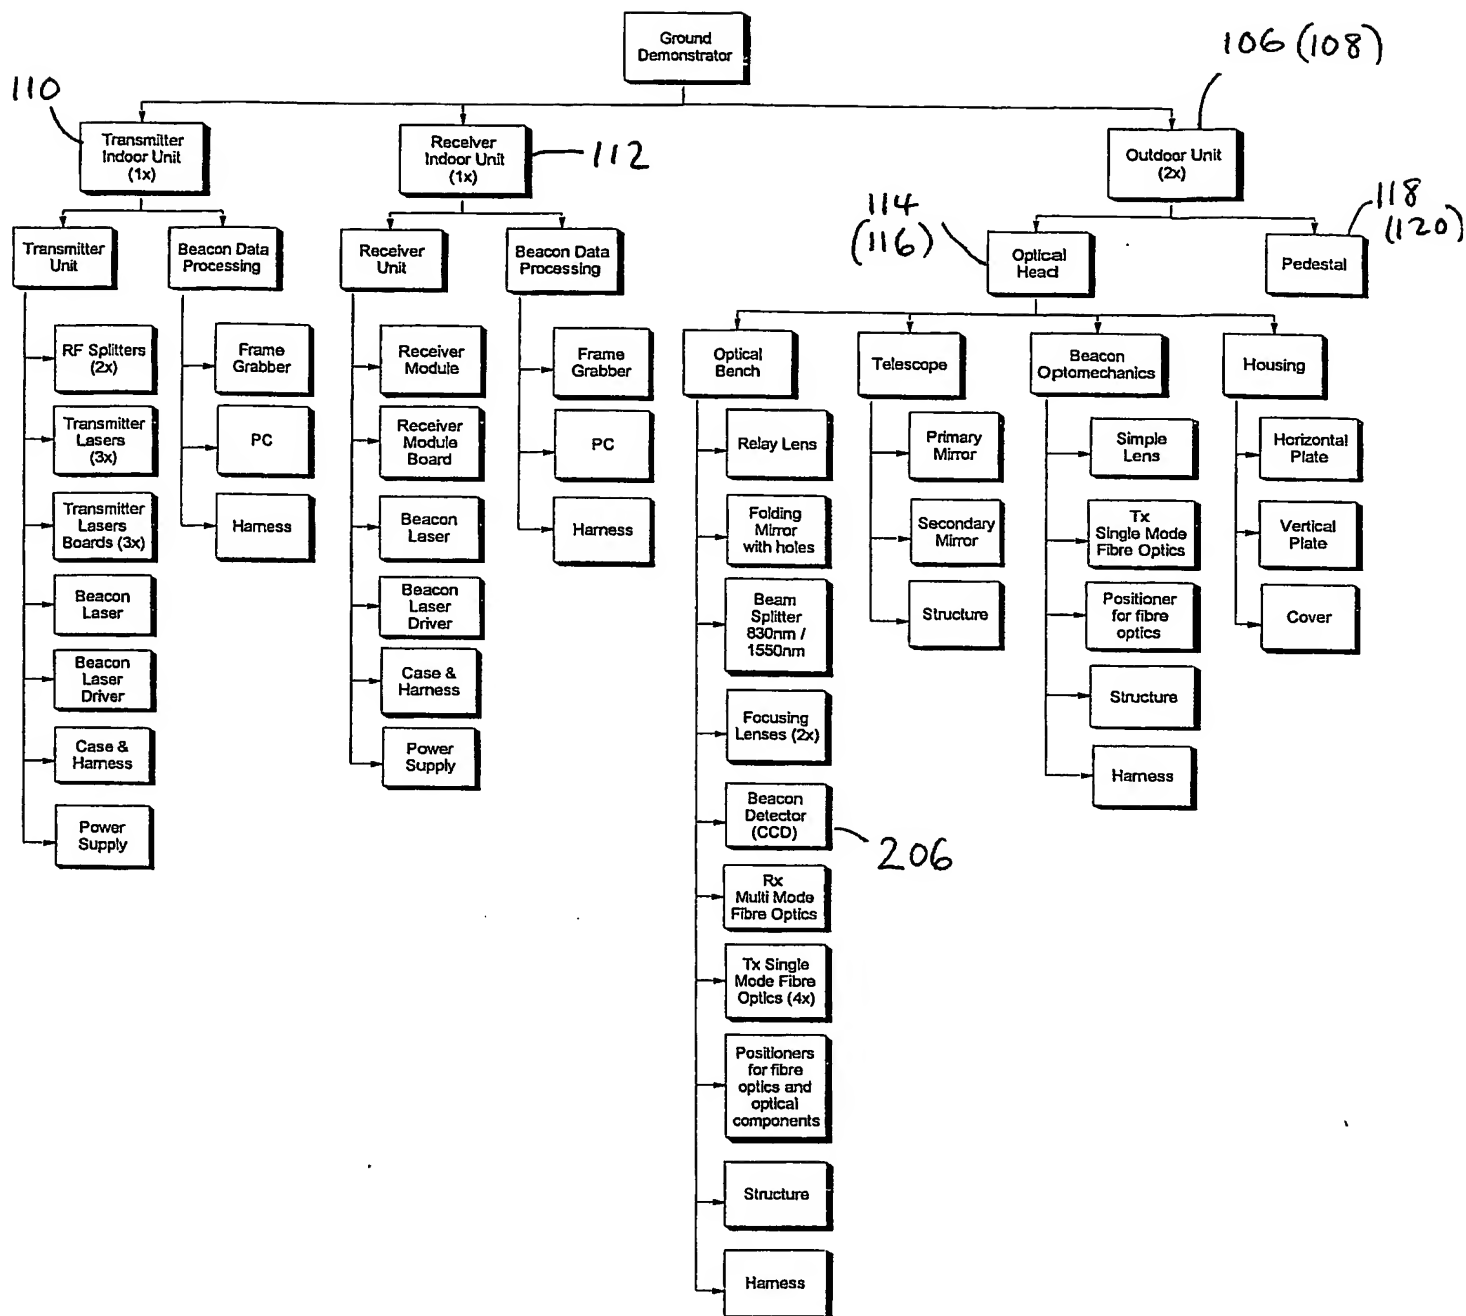 Ground
Demonstrator
106 (108)
110
Transmitter
Indoor Unit
(1x)
Receiver
Indoor Unit
(1x)
112
Outdoor Unit
(2x)
114
(116)
118
(120)
Transmitter
Unit
Beacon Data
Processing
Receiver
Unit
Beacon Data
Processing
Optical
Head
Pedestal
RF Splitters
(2x)
Transmitter
Lasers
(3x)
Transmitter
Lasers
Boards (3x)
Beacon
Laser
Beacon
Laser
Driver
Case &
Harness
Power
Supply
Frame
Grabber
PC
Harness
Receiver
Module
Receiver
Module
Board
Beacon
Laser
Beacon
Laser
Driver
Case &
Harness
Power
Supply
Frame
Grabber
PC
Harness
Optical
Bench
Telescope
Beacon
Optomechanics
Housing
Relay Lens
Folding
Mirror
with holes
Beam
Splitter
830nm /
1550nm
Focusing
Lenses (2x)
Beacon
Detector
(CCD)
206
Rx
Multi Mode
Fibre Optics
Tx Single
Mode Fibre
Optics (4x)
Positioners
for fibre
optics and
optical
components
Structure
Harness
Primary
Mirror
Secondary
Mirror
Structure
Simple
Lens
Tx
Single Mode
Fibre Optics
Positioner
for fibre
optics
Structure
Harness
Horizontal
Plate
Vertical
Plate
Cover